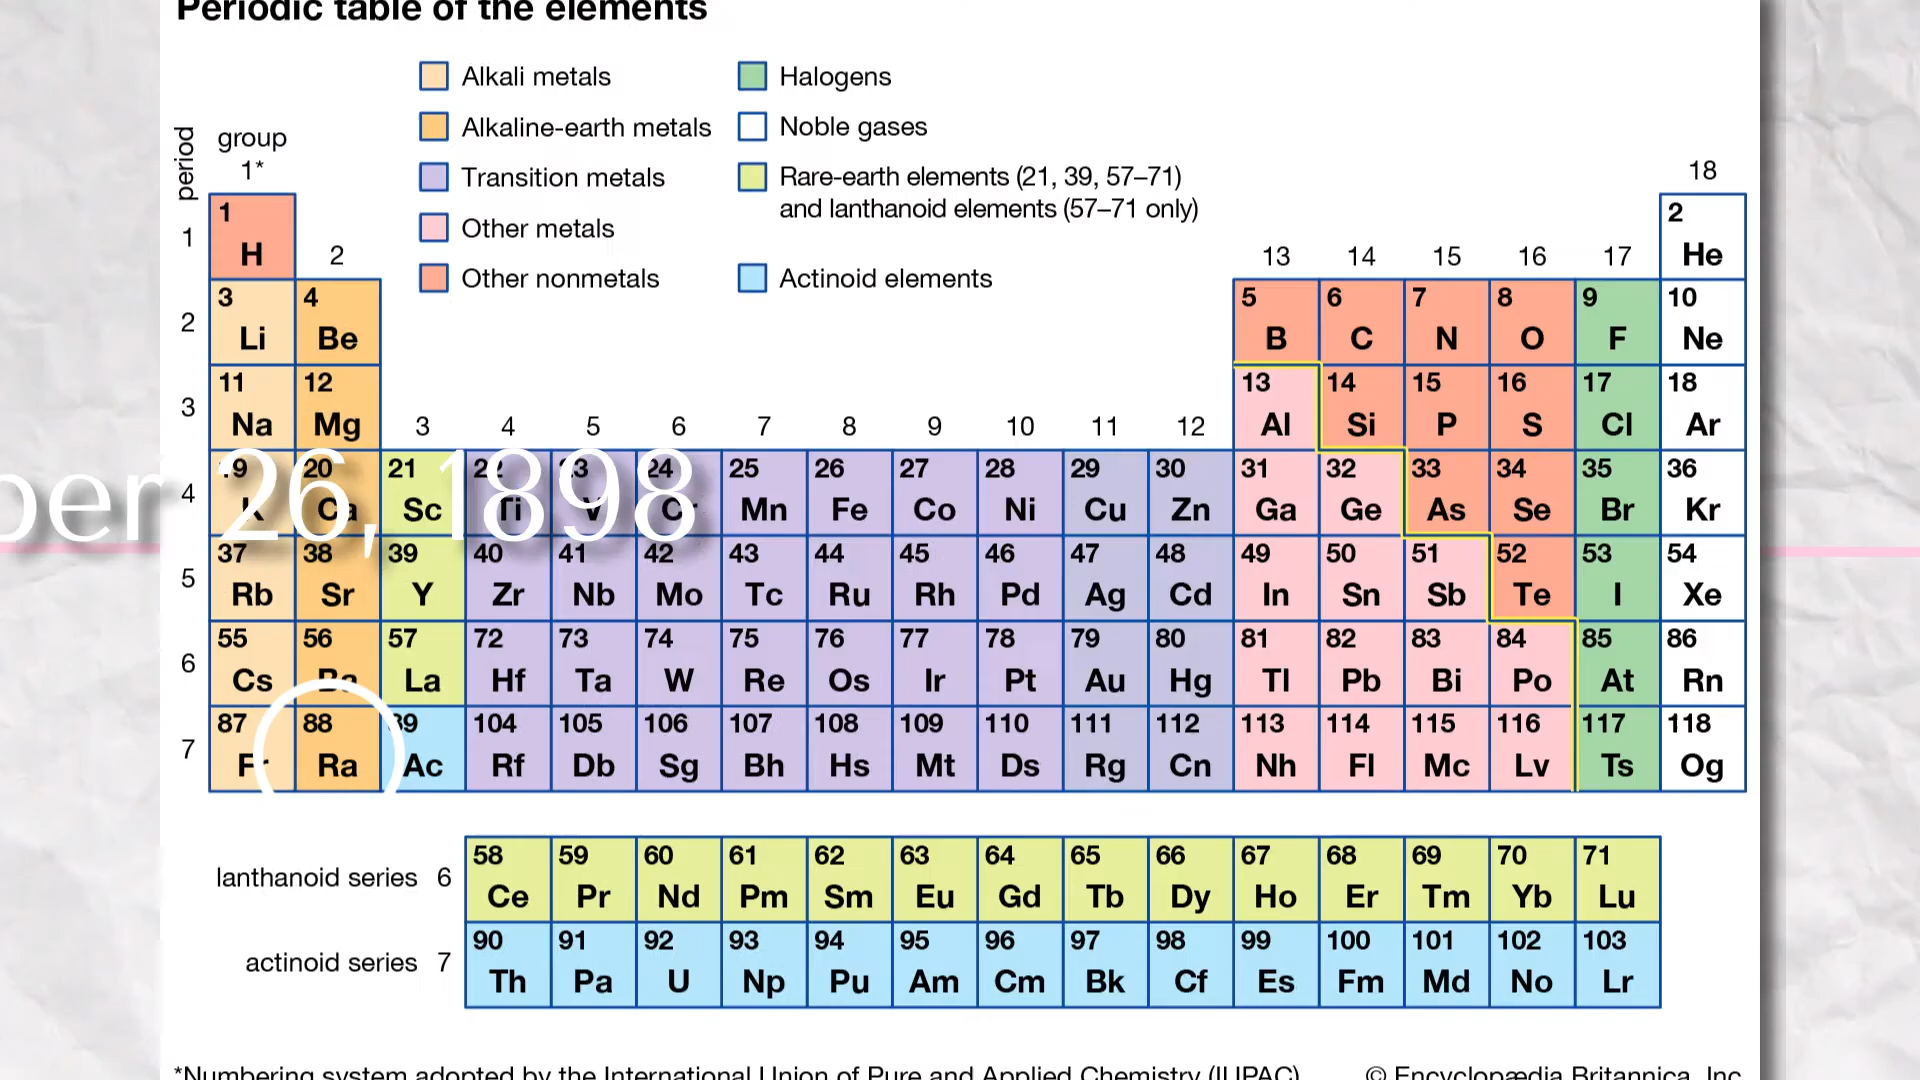 Periodic table of the elements
Alkali metals
Alkaline-earth metals
Transition metals
Other metals
Other nonmetals
Halogens
Noble gases
Rare-earth elements (21, 39, 57–71)
and lanthanoid elements (57–71 only)
Actinoid elements
period
group
1* 2 3 4 5 6 7 8 9 10 11 12 13 14 15 16 17 18
1
1 H 2 He
2
3 Li 4 Be 5 B 6 C 7 N 8 O 9 F 10 Ne
3
11 Na 12 Mg 13 Al 14 Si 15 P 16 S 17 Cl 18 Ar
4
19 K 20 Ca 21 Sc 22 Ti 23 V 24 Cr 25 Mn 26 Fe 27 Co 28 Ni 29 Cu 30 Zn 31 Ga 32 Ge 33 As 34 Se 35 Br 36 Kr
26, 1898
5
37 Rb 38 Sr 39 Y 40 Zr 41 Nb 42 Mo 43 Tc 44 Ru 45 Rh 46 Pd 47 Ag 48 Cd 49 In 50 Sn 51 Sb 52 Te 53 I 54 Xe
6
55 Cs 56 Ba 57 La 72 Hf 73 Ta 74 W 75 Re 76 Os 77 Ir 78 Pt 79 Au 80 Hg 81 Tl 82 Pb 83 Bi 84 Po 85 At 86 Rn
7
87 Fr 88 Ra 89 Ac 104 Rf 105 Db 106 Sg 107 Bh 108 Hs 109 Mt 110 Ds 111 Rg 112 Cn 113 Nh 114 Fl 115 Mc 116 Lv 117 Ts 118 Og
lanthanoid series 6
58 Ce 59 Pr 60 Nd 61 Pm 62 Sm 63 Eu 64 Gd 65 Tb 66 Dy 67 Ho 68 Er 69 Tm 70 Yb 71 Lu
actinoid series 7
90 Th 91 Pa 92 U 93 Np 94 Pu 95 Am 96 Cm 97 Bk 98 Cf 99 Es 100 Fm 101 Md 102 No 103 Lr
*Numbering system adopted by the International Union of Pure and Applied Chemistry (IUPAC).
© Encyclopædia Britannica, Inc.